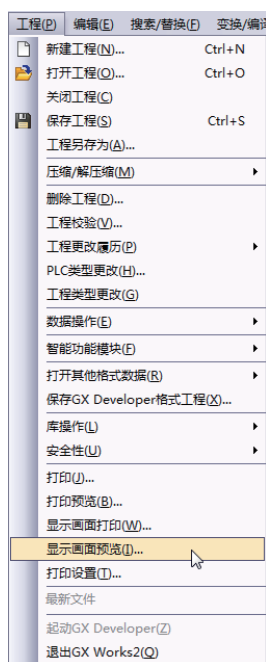 工程(P) 编辑(E) 搜索/替换(F) 变换/编译
新建工程(N)... Ctrl+N
打开工程(O)... Ctrl+O
关闭工程(C)
保存工程(S) Ctrl+S
工程另存为(A)...
压缩/解压缩(M)
删除工程(D)...
工程校验(V)...
工程更改履历(P)
PLC类型更改(H)...
工程类型更改(G)
数据操作(E)
智能功能模块(F)
打开其他格式数据(R)
保存GX Developer格式工程(X)...
库操作(L)
安全性(U)
打印(J)...
打印预览(B)...
显示画面打印(W)...
显示画面预览(I)...
打印设置(T)...
最新文件
起动GX Developer(Z)
退出GX Works2(Q)